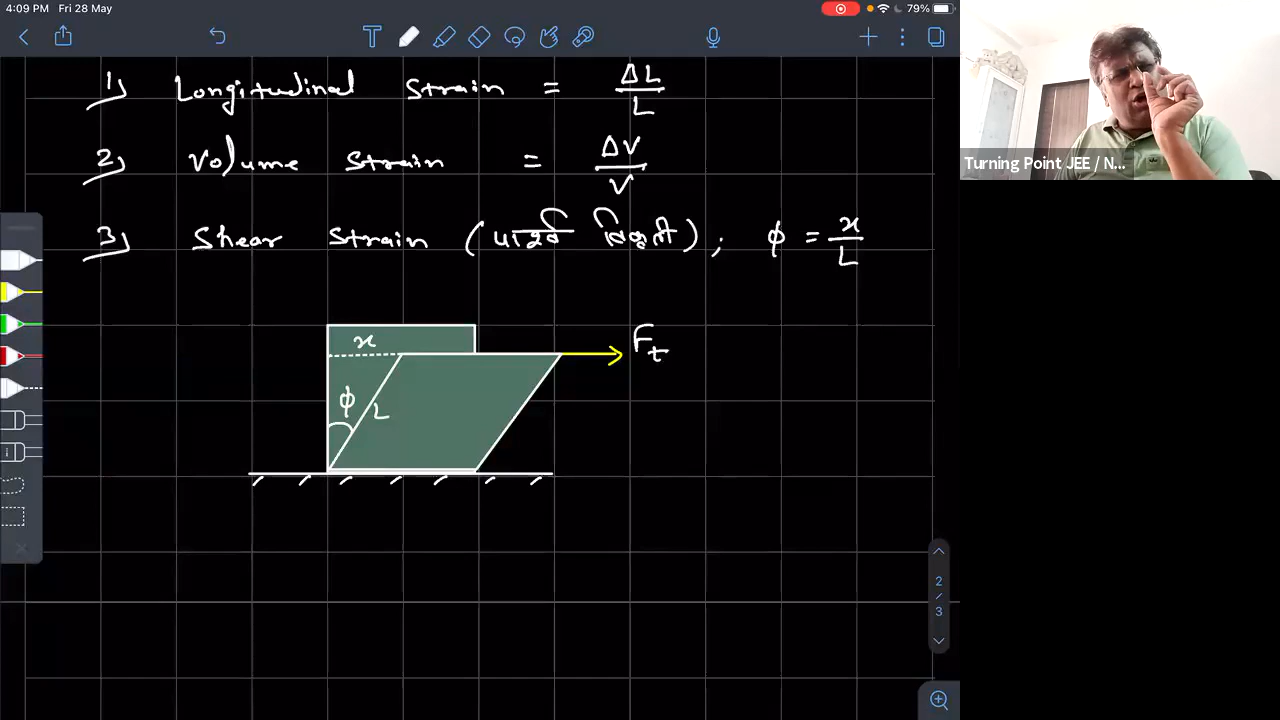 4:09 PM Fri 28 May
79%
1) Longitudinal Strain = ΔL/L
2) Volume Strain = ΔV/V
3) Shear Strain ( ); ϕ = x/L
x
F_t
ϕ
L
Turning Point JEE / N...
2
/
3